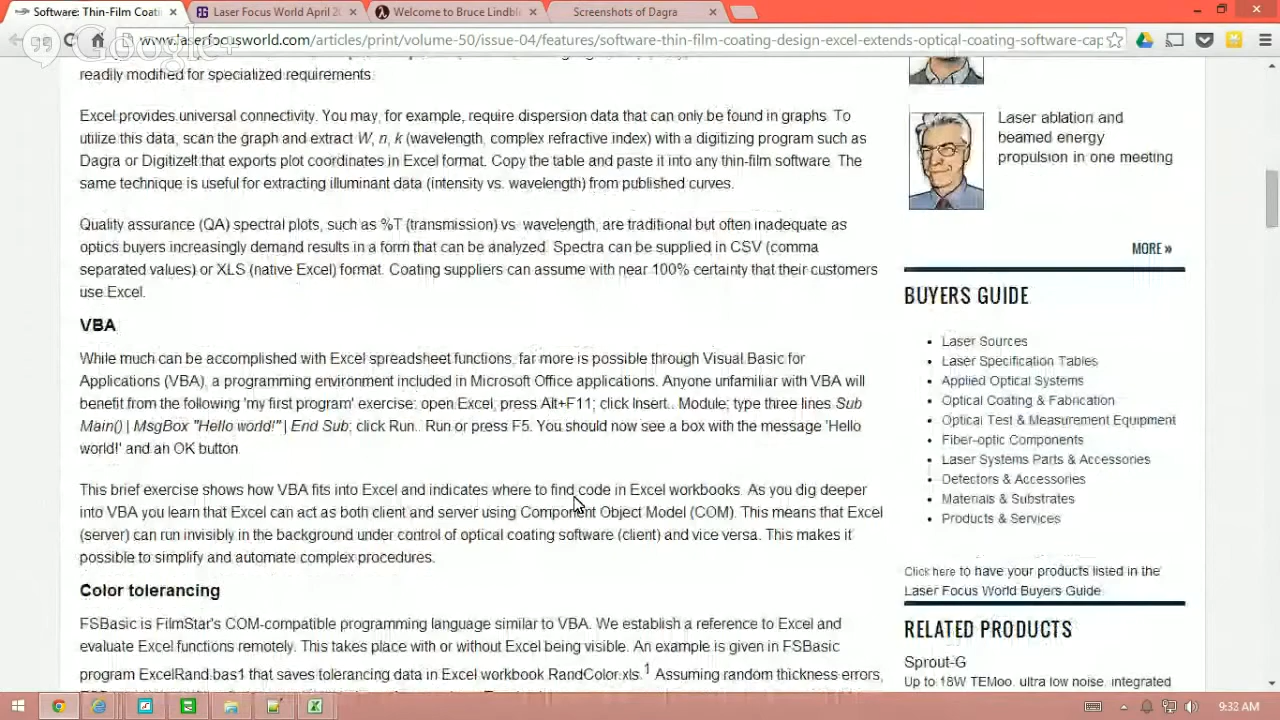 Software: Thin-Film Coati
Laser Focus World April 20
Welcome to Bruce Lindble
Screenshots of Dagra
Google+
www.laserfocusworld.com/articles/print/volume-50/issue-04/features/software-thin-film-coating-design-excel-extends-optical-coating-software-cap
readily modified for specialized requirements.
Excel provides universal connectivity. You may, for example, require dispersion data that can only be found in graphs. To
utilize this data, scan the graph and extract W, n, k (wavelength, complex refractive index) with a digitizing program such as
Dagra or DigitizeIt that exports plot coordinates in Excel format. Copy the table and paste it into any thin-film software. The
same technique is useful for extracting illuminant data (intensity vs. wavelength) from published curves.
Quality assurance (QA) spectral plots, such as %T (transmission) vs. wavelength, are traditional but often inadequate as
optics buyers increasingly demand results in a form that can be analyzed. Spectra can be supplied in CSV (comma
separated values) or XLS (native Excel) format. Coating suppliers can assume with near 100% certainty that their customers
use Excel.
VBA
While much can be accomplished with Excel spreadsheet functions, far more is possible through Visual Basic for
Applications (VBA), a programming environment included in Microsoft Office applications. Anyone unfamiliar with VBA will
benefit from the following 'my first program' exercise: open Excel, press Alt+F11; click Insert.. Module; type three lines Sub
Main() | MsgBox "Hello world!" | End Sub; click Run.. Run or press F5. You should now see a box with the message 'Hello
world!' and an OK button.
This brief exercise shows how VBA fits into Excel and indicates where to find code in Excel workbooks. As you dig deeper
into VBA you learn that Excel can act as both client and server using Component Object Model (COM). This means that Excel
(server) can run invisibly in the background under control of optical coating software (client) and vice versa. This makes it
possible to simplify and automate complex procedures.
Color tolerancing
FSBasic is FilmStar's COM-compatible programming language similar to VBA. We establish a reference to Excel and
evaluate Excel functions remotely. This takes place with or without Excel being visible. An example is given in FSBasic
program ExcelRand.bas1 that saves tolerancing data in Excel workbook RandColor.xls.1 Assuming random thickness errors,
Laser ablation and
beamed energy
propulsion in one meeting
MORE »
BUYERS GUIDE
• Laser Sources
• Laser Specification Tables
• Applied Optical Systems
• Optical Coating & Fabrication
• Optical Test & Measurement Equipment
• Fiber-optic Components
• Laser Systems Parts & Accessories
• Detectors & Accessories
• Materials & Substrates
• Products & Services
Click here to have your products listed in the
Laser Focus World Buyers Guide.
RELATED PRODUCTS
Sprout-G
Up to 18W TEMoo, ultra low noise, integrated
9:32 AM